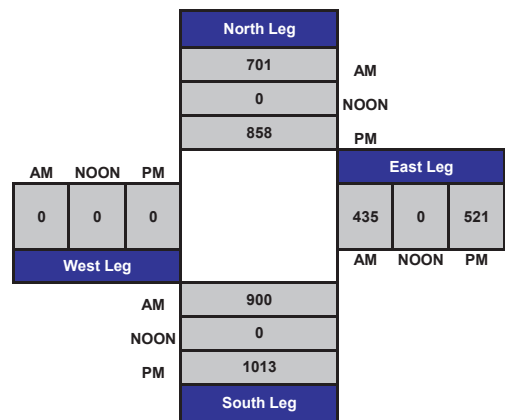 North Leg
701 AM
0 NOON
858 PM
AM NOON PM
East Leg
0 0 0
435 0 521
West Leg
AM NOON PM
AM 900
NOON 0
PM 1013
South Leg